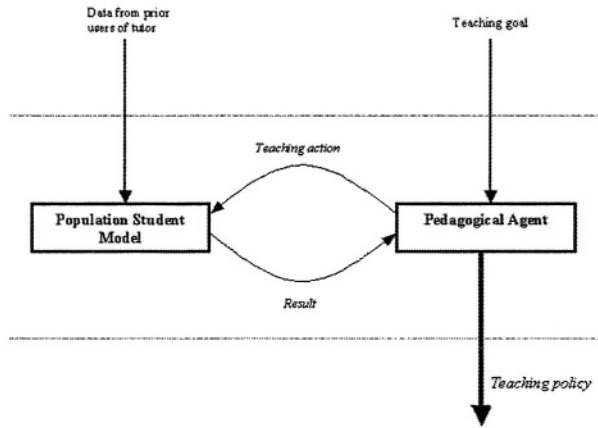 Data from prior
users of tutor
Teaching goal
Teaching action
Population Student
Model
Pedagogical Agent
Result
Teaching policy